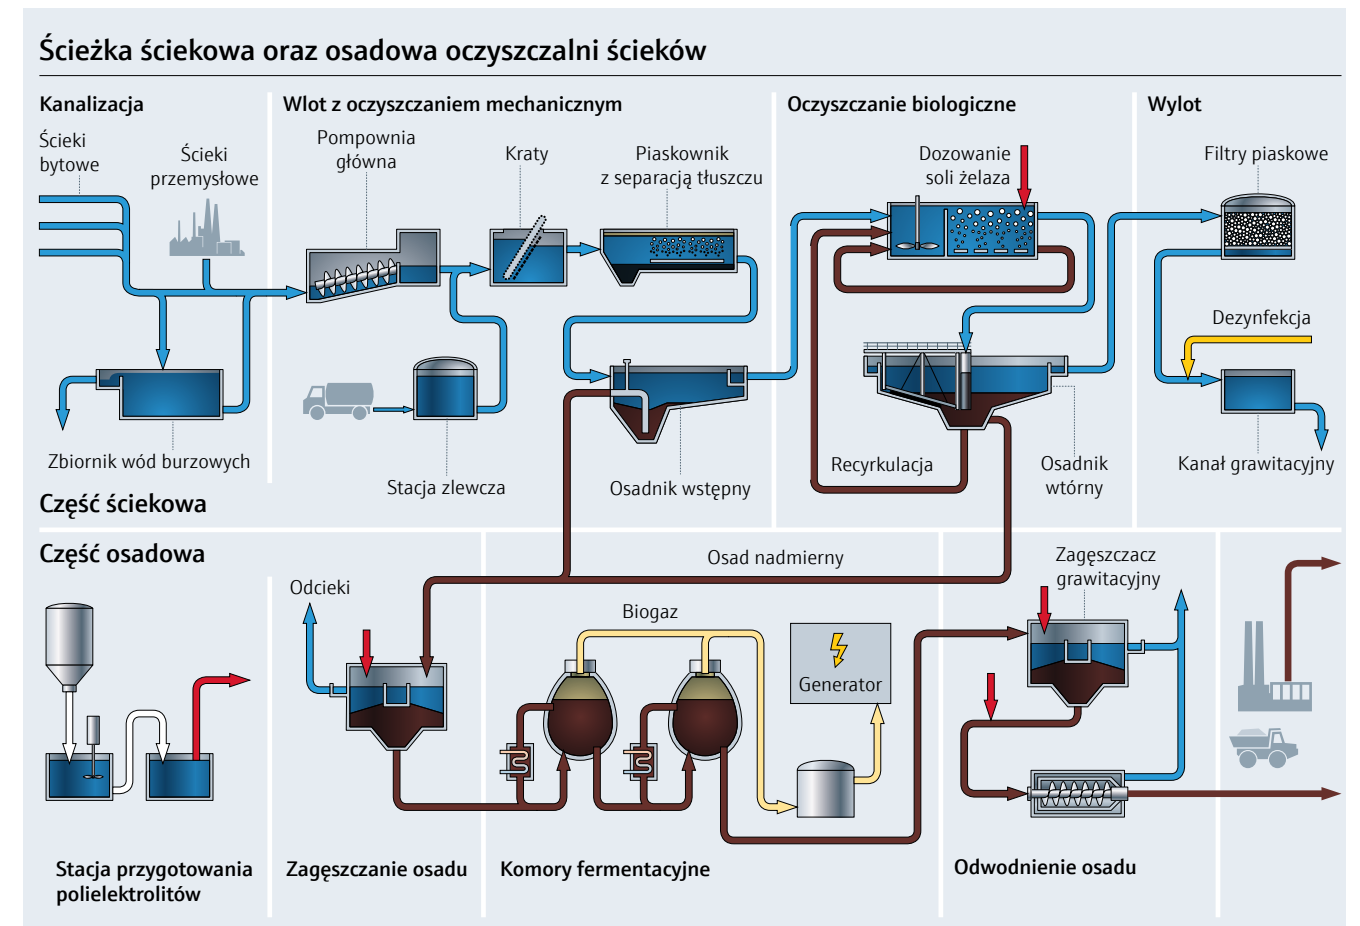 Ścieżka ściekowa oraz osadowa oczyszczalni ścieków
Kanalizacja
Wlot z oczyszczaniem mechanicznym
Oczyszczanie biologiczne
Wylot
Ścieki
bytowe
Ścieki
przemysłowe
Pompownia
główna
Kraty
Piaskownik
z separacją tłuszczu
Dozowanie
soli żelaza
Filtry piaskowe
Dezynfekcja
Zbiornik wód burzowych
Stacja zlewcza
Osadnik wstępny
Recyrkulacja
Osadnik
wtórny
Kanał grawitacyjny
Część ściekowa
Część osadowa
Odcieki
Osad nadmierny
Biogaz
Generator
Zagęszczacz
grawitacyjny
Stacja przygotowania
polielektrolitów
Zagęszczanie osadu
Komory fermentacyjne
Odwodnienie osadu